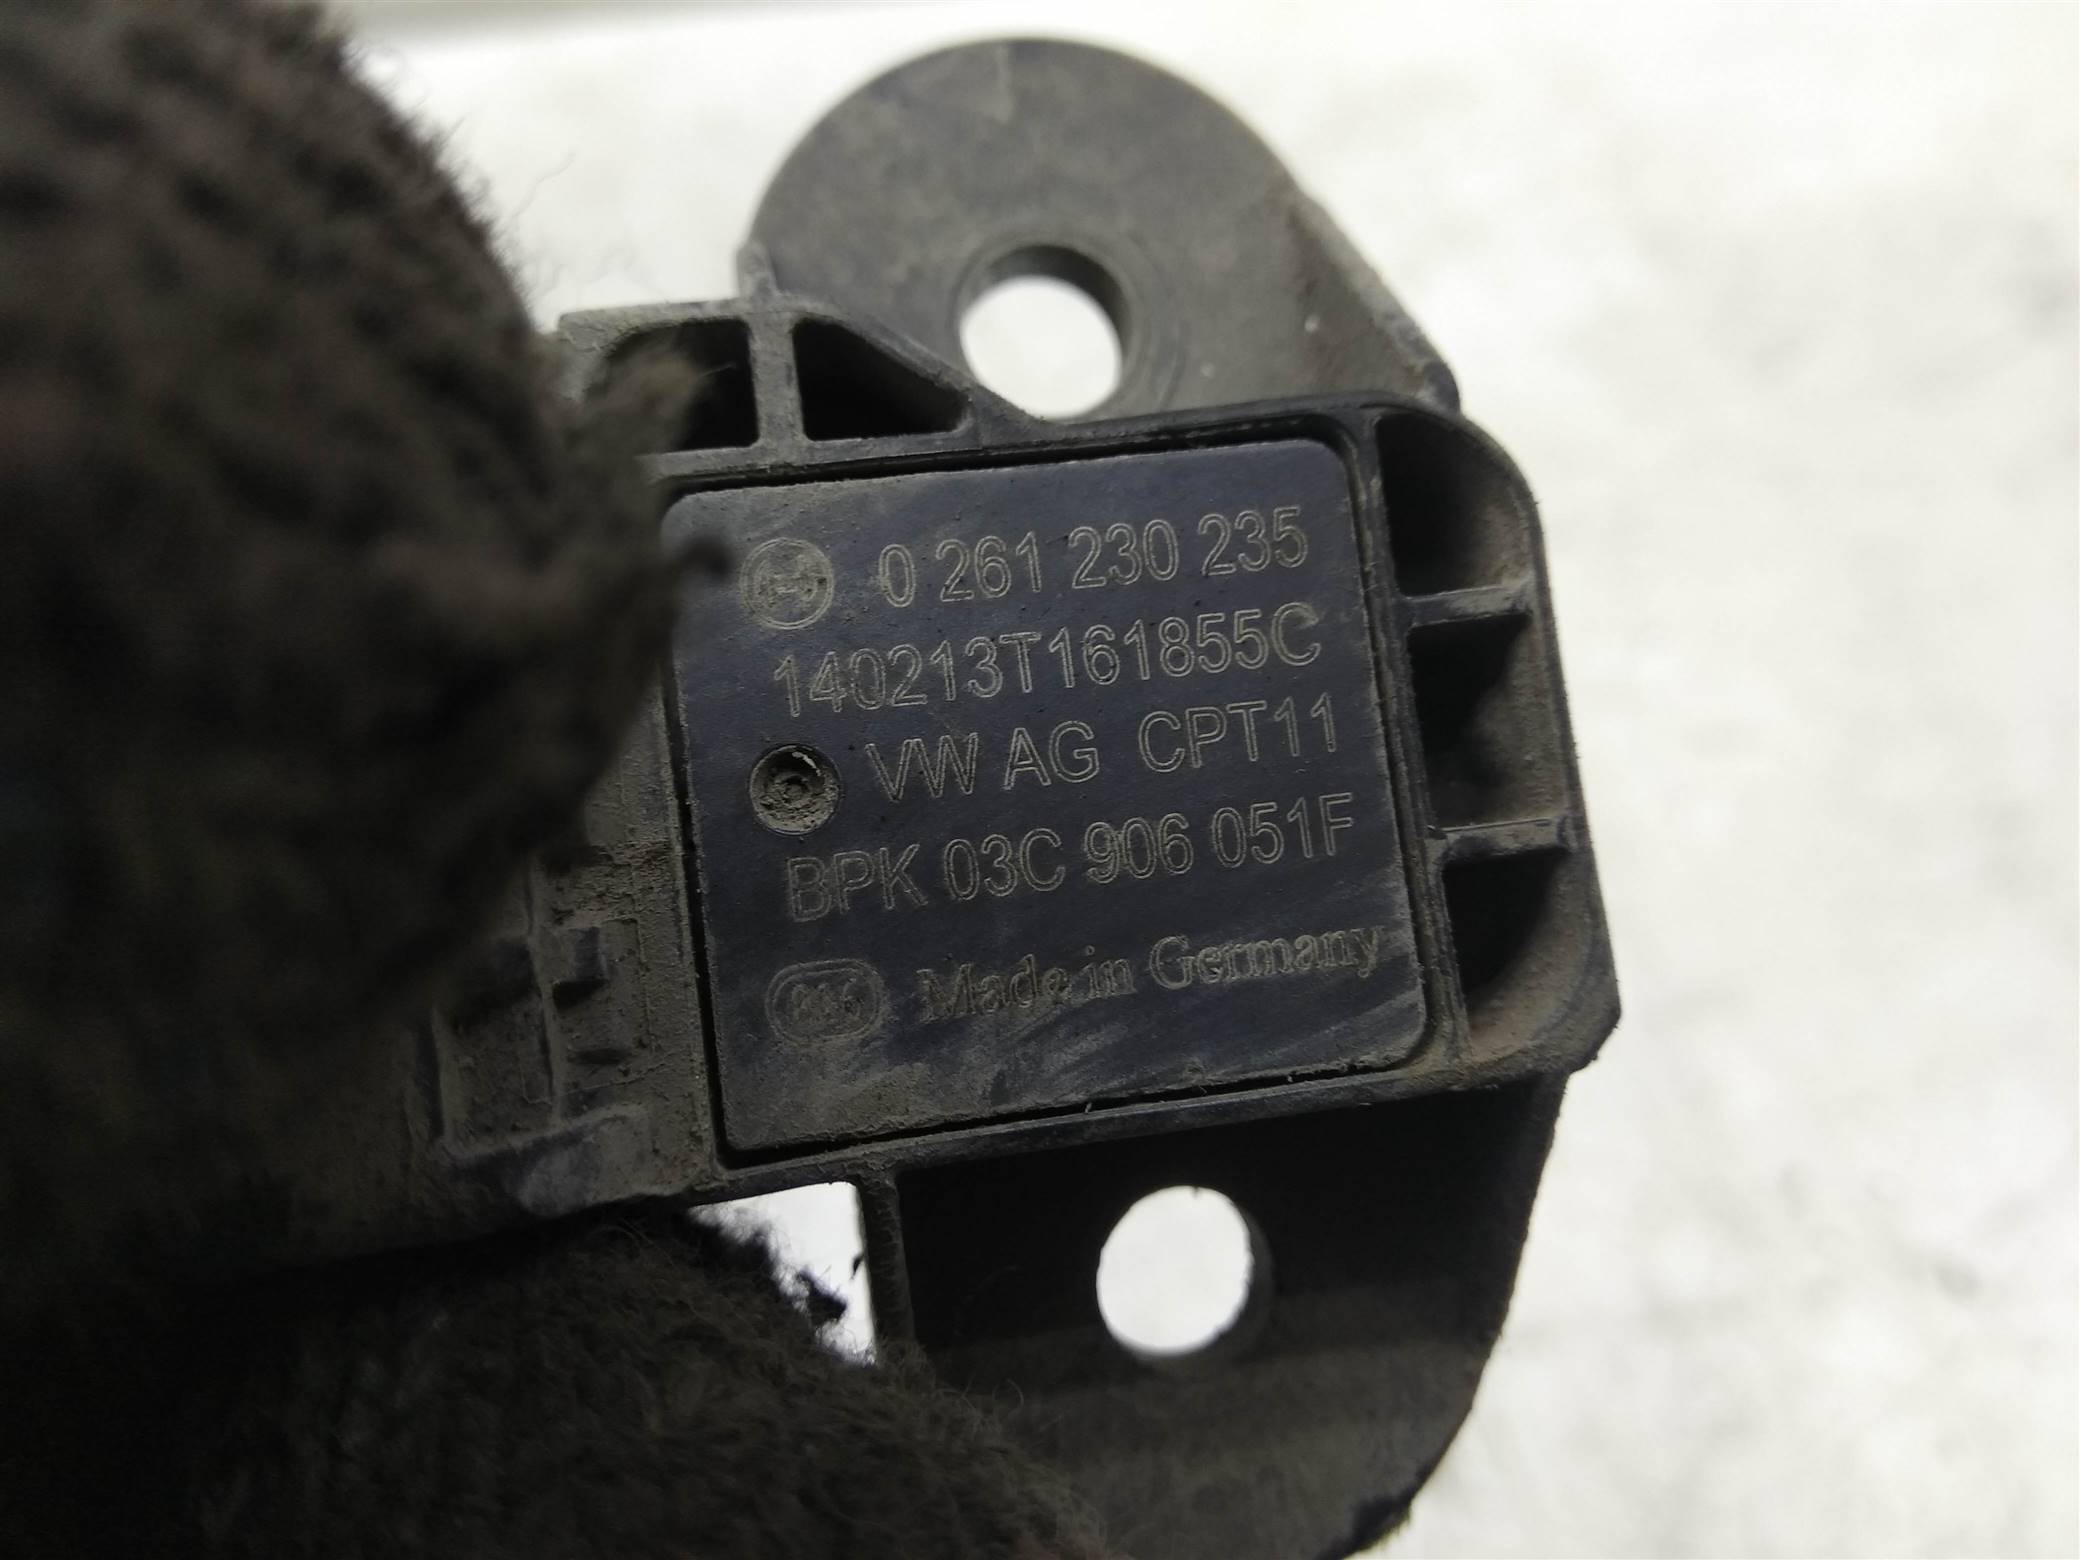 0 261 230 235
140213T161855C
VW AG CPT11
BPK 03C 906 051F
Made in Germany